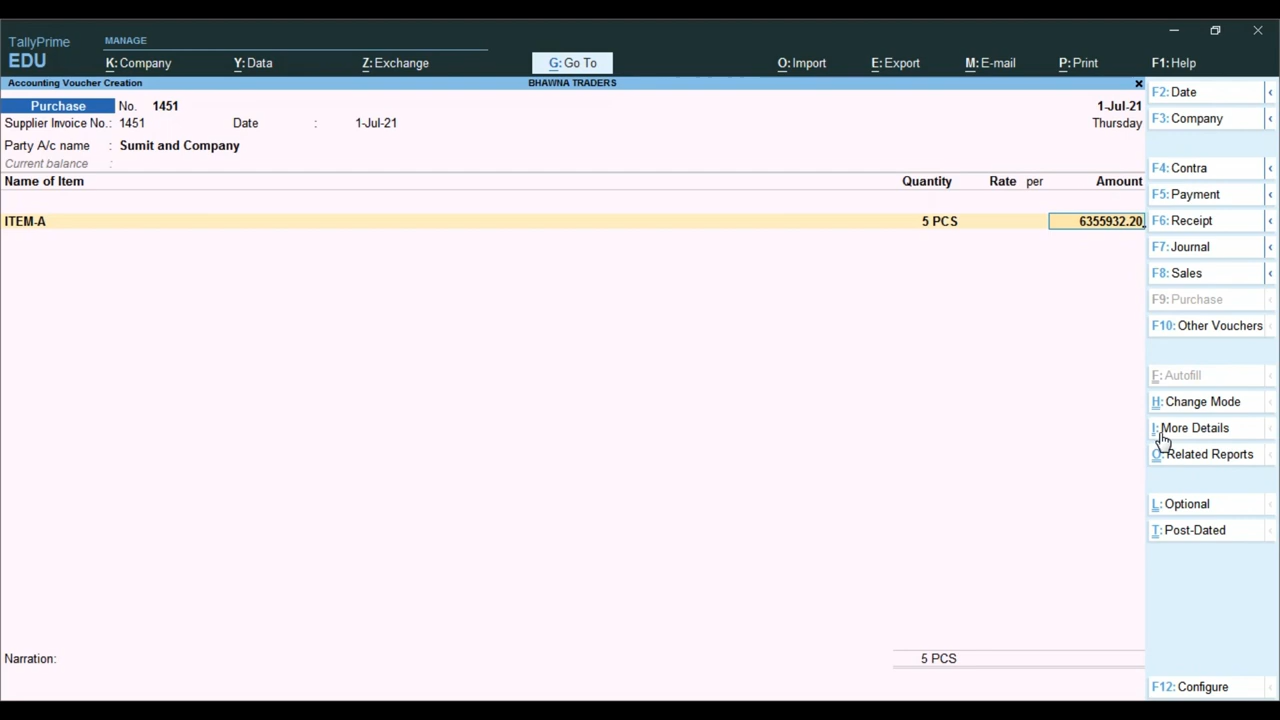 TallyPrime
EDU
MANAGE
K: Company Y: Data Z: Exchange G: Go To O: Import E: Export M: E-mail P: Print F1: Help
Accounting Voucher Creation BHAWNA TRADERS
Purchase No. 1451 1-Jul-21
Supplier Invoice No.: 1451 Date : 1-Jul-21 Thursday
Party A/c name : Sumit and Company
Current balance :
Name of Item Quantity Rate per Amount
ITEM-A 5 PCS 6355932.20
Narration: 5 PCS
F2: Date
F3: Company
F4: Contra
F5: Payment
F6: Receipt
F7: Journal
F8: Sales
F9: Purchase
F10: Other Vouchers
F: Autofill
H: Change Mode
I: More Details
O: Related Reports
L: Optional
T: Post-Dated
F12: Configure